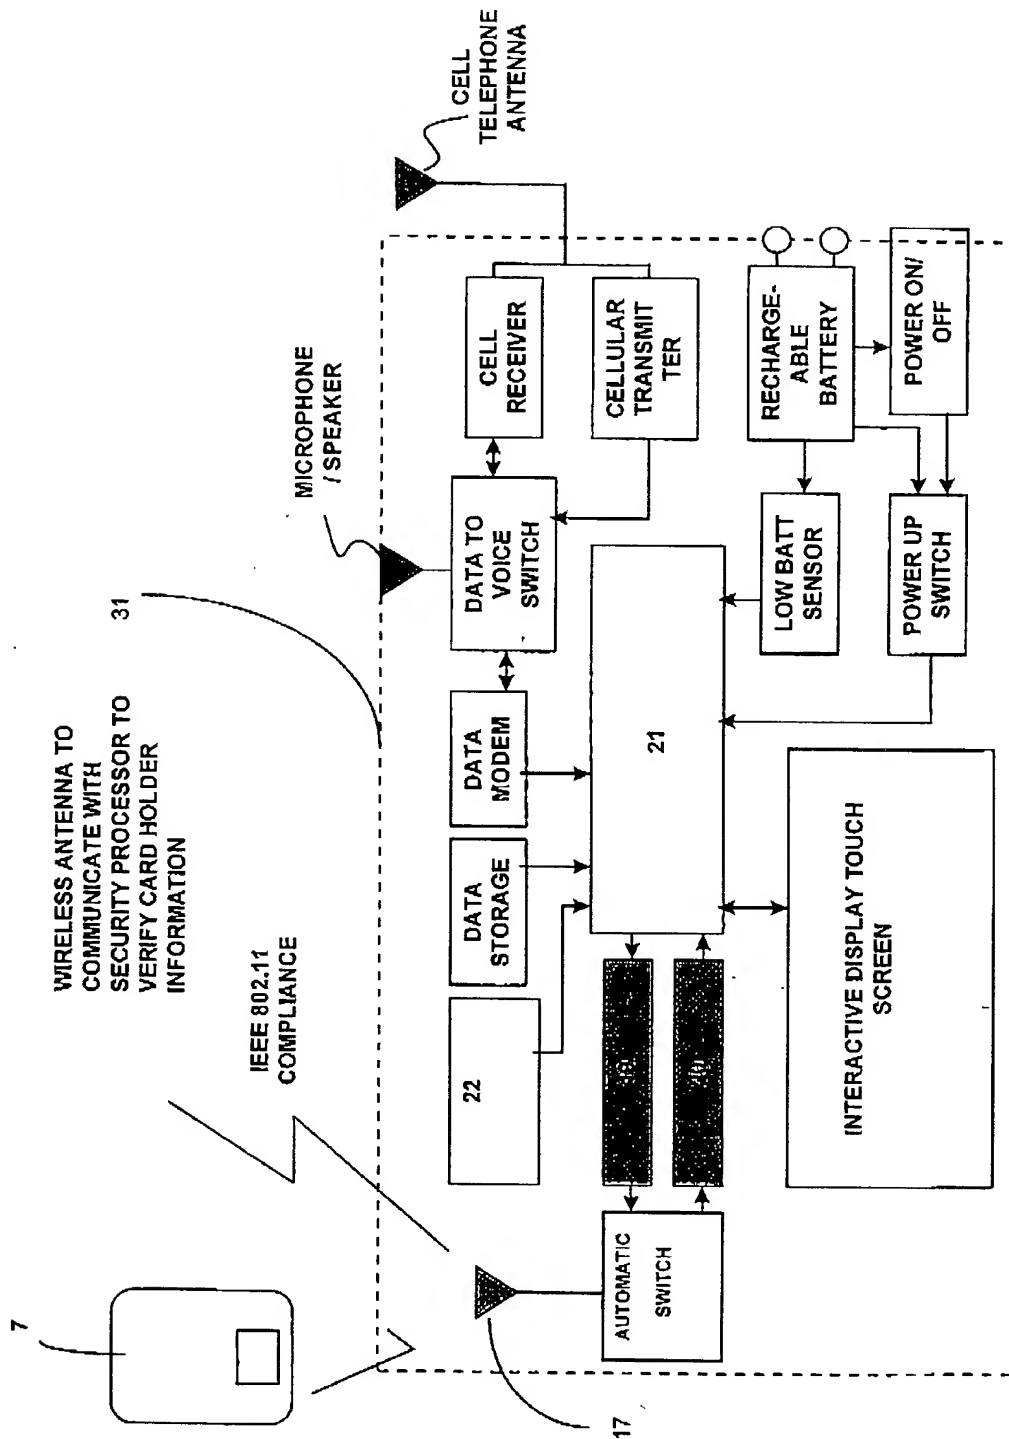 7
WIRELESS ANTENNA TO
COMMUNICATE WITH
SECURITY PROCESSOR TO
VERIFY CARD HOLDER
INFORMATION
IEEE 802.11
COMPLIANCE
31
MICROPHONE
/ SPEAKER
CELL
TELEPHONE
ANTENNA
17
22
DATA
STORAGE
DATA
MODEM
DATA TO
VOICE
SWITCH
CELL
RECEIVER
CELLULAR
TRANSMIT
TER
AUTOMATIC
SWITCH
21
LOW BATT
SENSOR
RECHARGE-
ABLE
BATTERY
POWER UP
SWITCH
POWER ON/
OFF
INTERACTIVE DISPLAY TOUCH
SCREEN